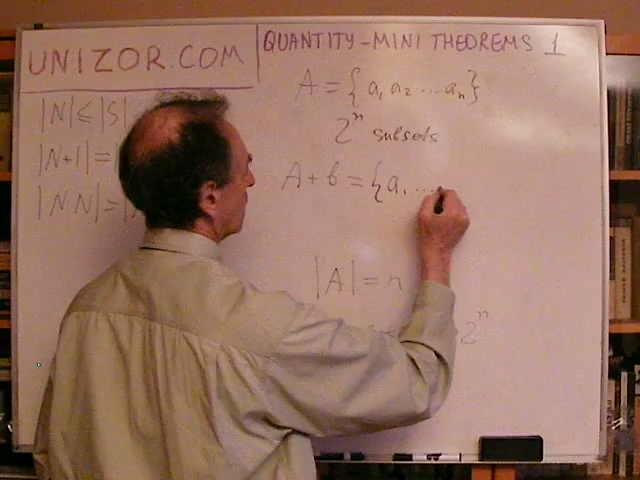 UNIZOR.COM
QUANTITY-MINI THEOREMS 1
|N| ⩽ |S|
|N+1| =
|N N| = |
A = { a₁ a₂ ... aₙ }
2ⁿ subsets
A + b = { a, ...
|A| = n
2ⁿ